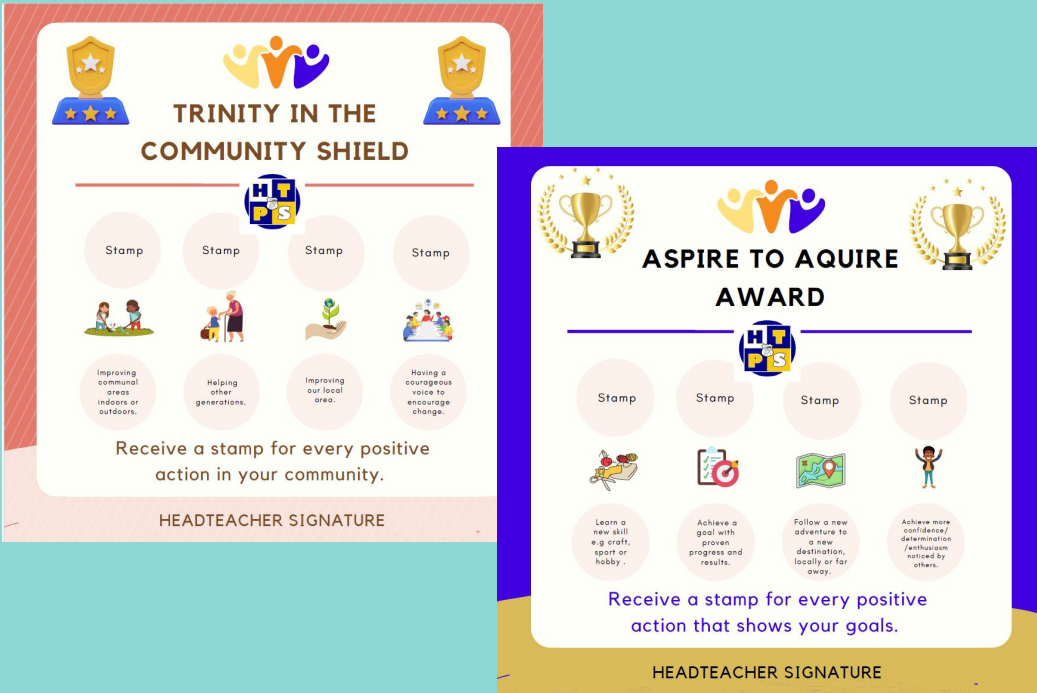 TRINITY IN THE
COMMUNITY SHIELD
H T
P S
Stamp
Stamp
Stamp
Stamp
Improving
communal
areas
indoors or
outdoors.
Helping
other
generations.
Improving
our local
area.
Having a
courageous
voice to
encourage
change.
Receive a stamp for every positive
action in your community.
HEADTEACHER SIGNATURE
ASPIRE TO AQUIRE
AWARD
H T
P S
Stamp
Stamp
Stamp
Stamp
Learn a
new skill
e.g craft,
sport or
hobby .
Achieve a
goal with
proven
progress and
results.
Follow a new
adventure to
a new
destination,
locally or far
away.
Achieve more
confidence/
determination
/enthusiasm
noticed by
others.
Receive a stamp for every positive
action that shows your goals.
HEADTEACHER SIGNATURE